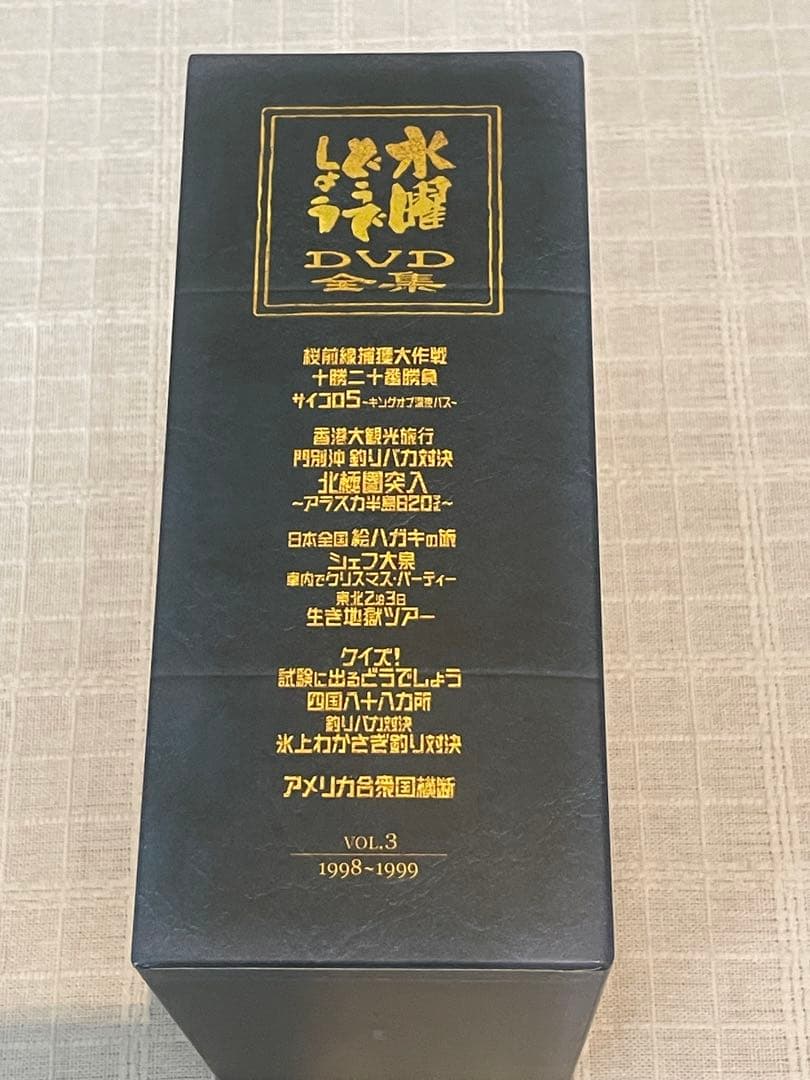 水曜
どうで
しょう
DVD
全集
桜前線捕獲大作戦
十勝二十番勝負
サイコロ5~キングオブ深夜バス~
香港大観光旅行
門別沖 釣りバカ対決
北極圏突入
~アラスカ半島620マイル~
日本全国 絵ハガキの旅
シェフ大泉
車内でクリスマス・パーティー
東北2泊3日
生き地獄ツアー
クイズ!
試験に出るどうでしょう
四国八十八カ所
釣りバカ対決
氷上わかさぎ釣り対決
アメリカ合衆国横断
VOL.3
1998~1999